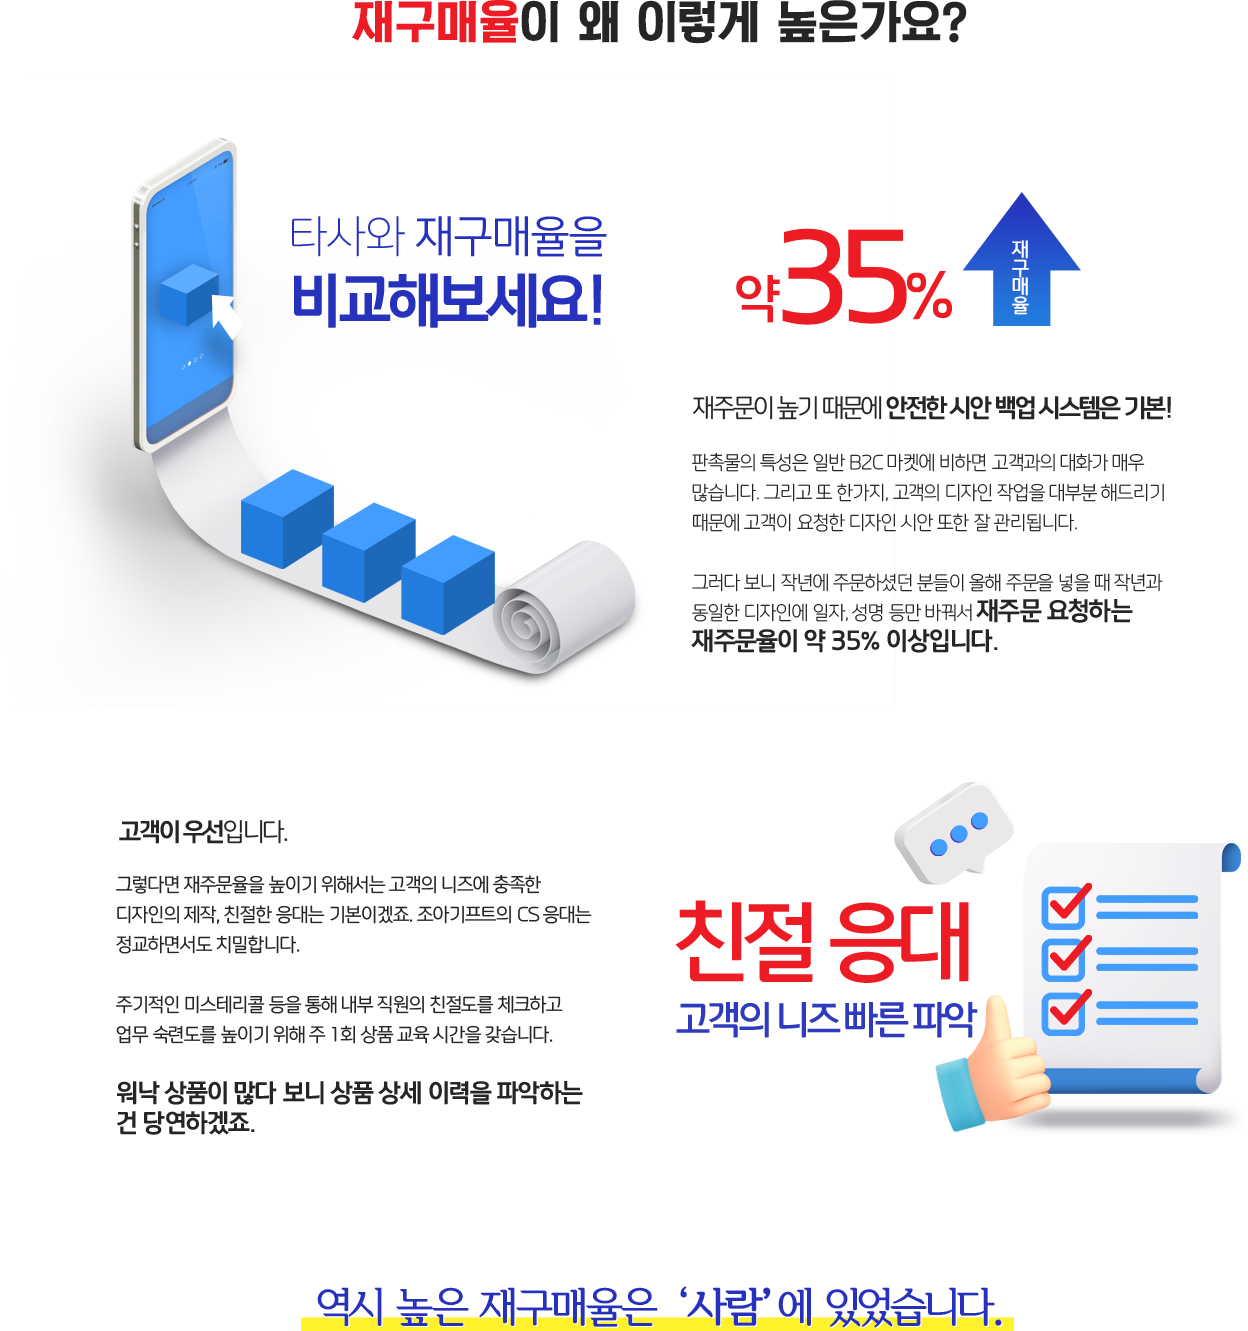 재구매율이 왜 이렇게 높은가요?
타사와 재구매율을
비교해보세요!
약35%
재구매율
재주문이 높기 때문에 안전한 시안 백업 시스템은 기본!
판촉물의 특성은 일반 B2C 마켓에 비하면 고객과의 대화가 매우
많습니다. 그리고 또 한가지, 고객의 디자인 작업을 대부분 해드리기
때문에 고객이 요청한 디자인 시안 또한 잘 관리됩니다.
그러다 보니 작년에 주문하셨던 분들이 올해 주문을 넣을 때 작년과
동일한 디자인에 일자, 성명 등만 바꿔서 재주문 요청하는
재주문율이 약 35% 이상입니다.
고객이 우선입니다.
그렇다면 재주문율을 높이기 위해서는 고객의 니즈에 충족한
디자인의 제작, 친절한 응대는 기본이겠죠. 조아기프트의 CS 응대는
정교하면서도 치밀합니다.
주기적인 미스테리콜 등을 통해 내부 직원의 친절도를 체크하고
업무 숙련도를 높이기 위해 주 1회 상품 교육 시간을 갖습니다.
워낙 상품이 많다 보니 상품 상세 이력을 파악하는
건 당연하겠죠.
친절 응대
고객의 니즈 빠른 파악
역시 높은 재구매율은 ‘사람’에 있었습니다.